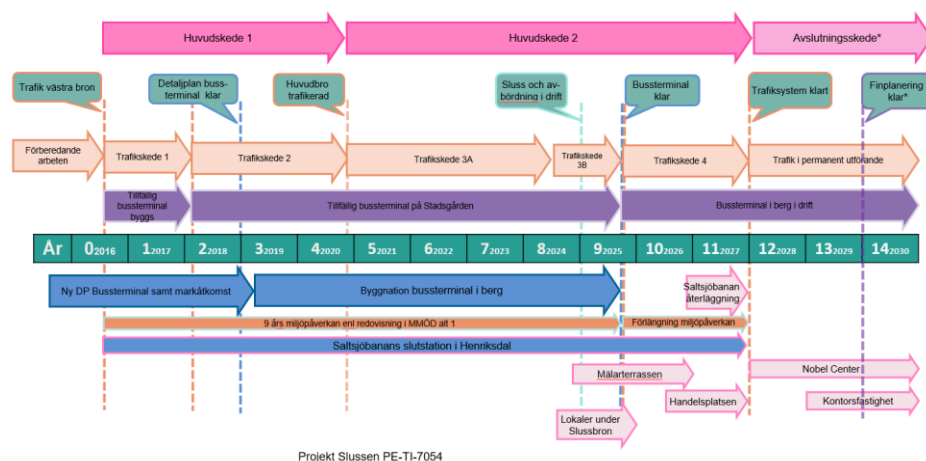 Huvudskede 1
Huvudskede 2
Avslutningsskede*
Trafik västra bron
Detaljplan buss-
terminal klar
Huvudbro
trafikerad
Sluss och av-
bördning i drift
Bussterminal
klar
Trafiksystem klart
Finplanering
klar*
Förberedande
arbeten
Trafikskede 1
Trafikskede 2
Trafikskede 3A
Trafikskede
3B
Trafikskede 4
Trafik i permanent utförande
Tillfällig
bussterminal
byggs
Tillfällig bussterminal på Stadsgården
Bussterminal i berg i drift
År 0 2016 1 2017 2 2018 3 2019 4 2020 5 2021 6 2022 7 2023 8 2024 9 2025 10 2026 11 2027 12 2028 13 2029 14 2030
Ny DP Bussterminal samt markåtkomst
Byggnation bussterminal i berg
Saltsjöbanan
återläggning
9 års miljöpåverkan enl redovisning i MMÖD alt 1
Förlängning miljöpåverkan
Saltsjöbanans slutstation i Henriksdal
Mälarterrassen
Nobel Center
Handelsplatsen
Kontorsfastighet
Lokaler under
Slussbron
Projekt Slussen PE-TI-7054